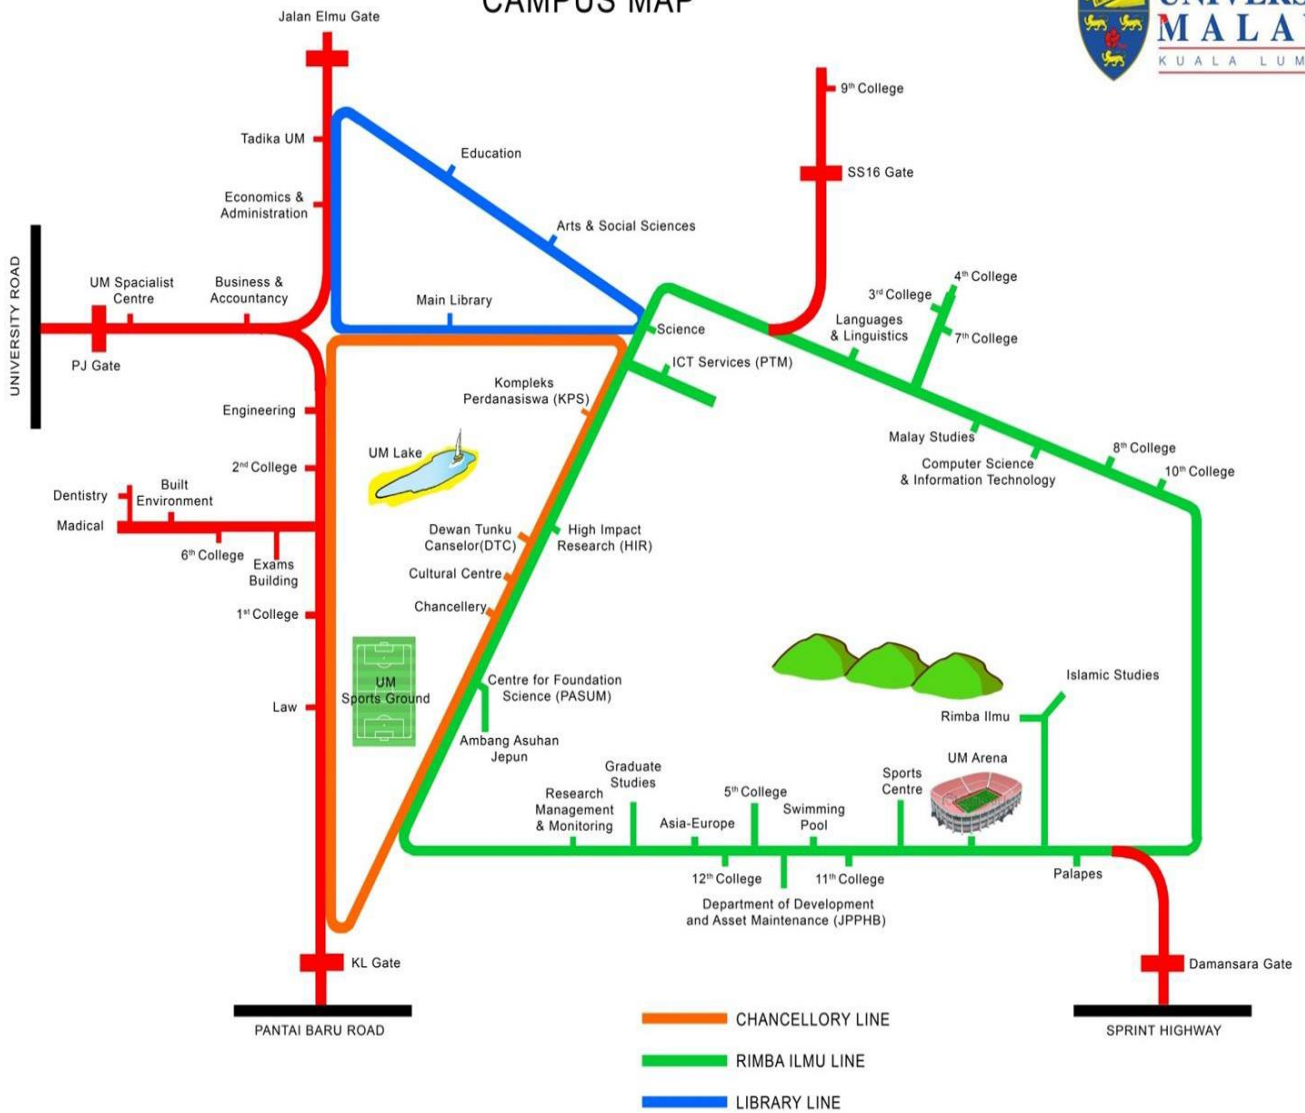 CAMPUS MAP
MALA
KUALA LUM
Jalan Elmu Gate
9th College
Tadika UM
Education
SS16 Gate
Economics &
Administration
Arts & Social Sciences
UNIVERSITY ROAD
UM Spacialist
Centre
Business &
Accountancy
Main Library
4th College
3rd College
Languages
& Linguistics
7th College
Science
PJ Gate
ICT Services (PTM)
Kompleks
Perdanasiswa (KPS)
Engineering
UM Lake
Malay Studies
8th College
2nd College
Computer Science
& Information Technology
10th College
Dentistry
Built
Environment
Madical
6th College
Exams
Building
Dewan Tunku
Canselor(DTC)
High Impact
Research (HIR)
Cultural Centre
Chancellery
1st College
Centre for Foundation
Science (PASUM)
Islamic Studies
UM
Sports Ground
Law
Rimba Ilmu
Ambang Asuhan
Jepun
UM Arena
Graduate
Studies
Sports
Centre
Research
Management
& Monitoring
5th College
Swimming
Pool
Asia-Europe
12th College
11th College
Palapes
Department of Development
and Asset Maintenance (JPPHB)
KL Gate
Damansara Gate
PANTAI BARU ROAD
SPRINT HIGHWAY
CHANCELLORY LINE
RIMBA ILMU LINE
LIBRARY LINE